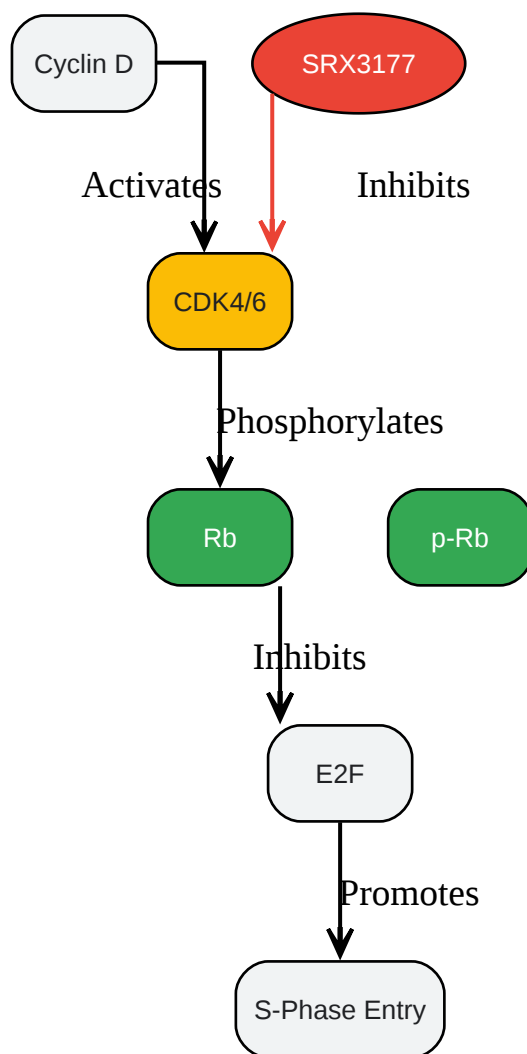 Cyclin D
SRX3177
Activates
Inhibits
CDK4/6
Phosphorylates
Rb
p-Rb
Inhibits
E2F
Promotes
S-Phase Entry